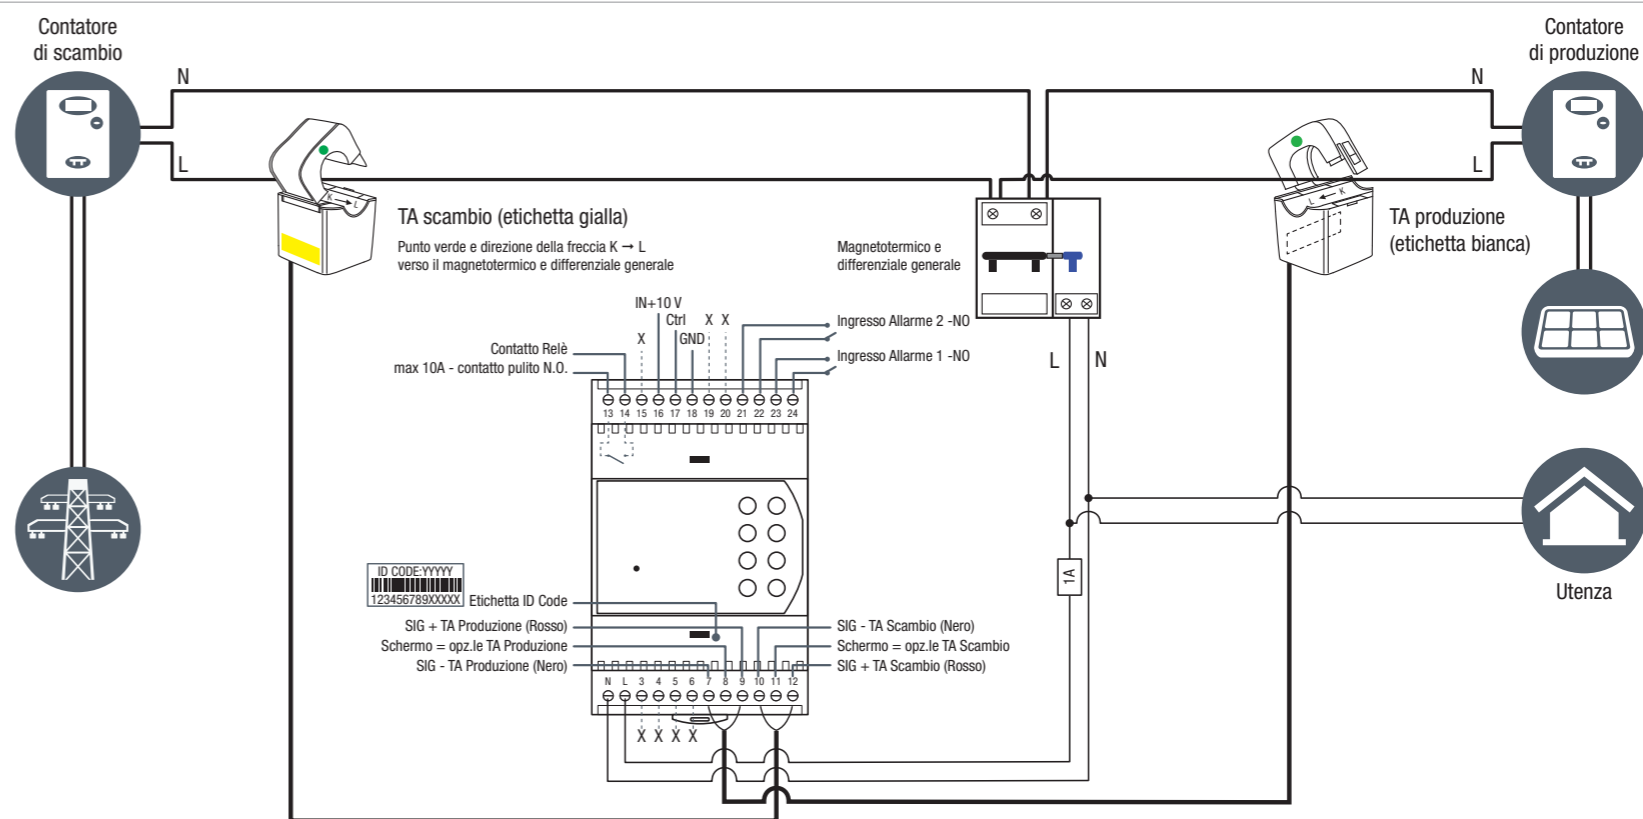 Contatore
di scambio
Contatore
di produzione
N
N
L
L
K → L
L ← K
TA scambio (etichetta gialla)
Punto verde e direzione della freccia K → L
verso il magnetotermico e differenziale generale
Magnetotermico e
differenziale generale
TA produzione
(etichetta bianca)
IN+10 V
Ctrl
X X
X
GND
Ingresso Allarme 2 -NO
Contatto Relè
max 10A - contatto pulito N.O.
Ingresso Allarme 1 -NO
L N
13 14 15 16 17 18 19 20 21 22 23 24
ID CODE:YYYYY
123456789XXXXX
Etichetta ID Code
1A
Utenza
SIG + TA Produzione (Rosso)
Schermo = opz.le TA Produzione
SIG - TA Produzione (Nero)
SIG - TA Scambio (Nero)
Schermo = opz.le TA Scambio
SIG + TA Scambio (Rosso)
N L 3 4 5 6 7 8 9 10 11 12
X X X X